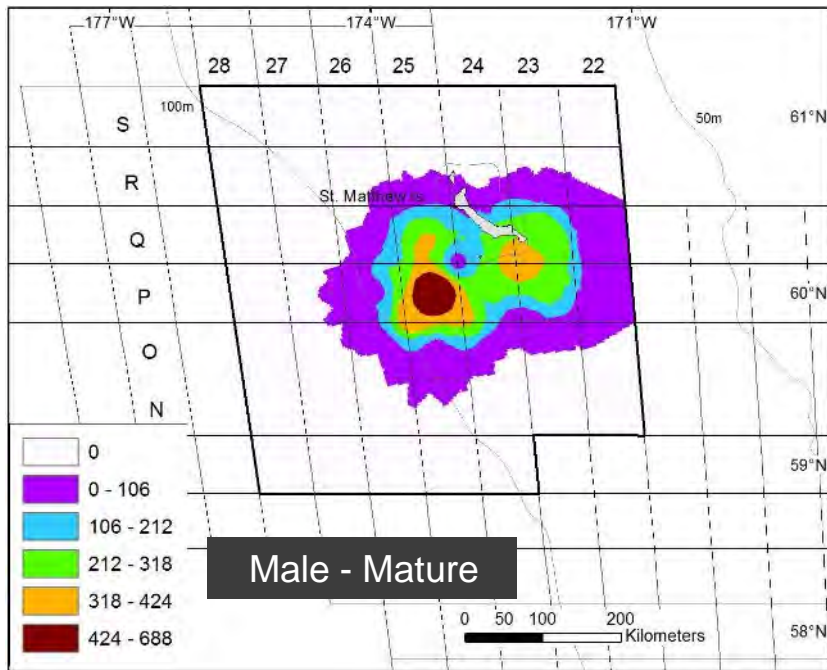 177°W 174°W 171°W
28 27 26 25 24 23 22
100m
50m
61°N
S
R
St. Matthew Is
Q
P
60°N
O
N
0
0 - 106
106 - 212
212 - 318
318 - 424
424 - 688
59°N
Male - Mature
0 50 100 200
Kilometers
58°N